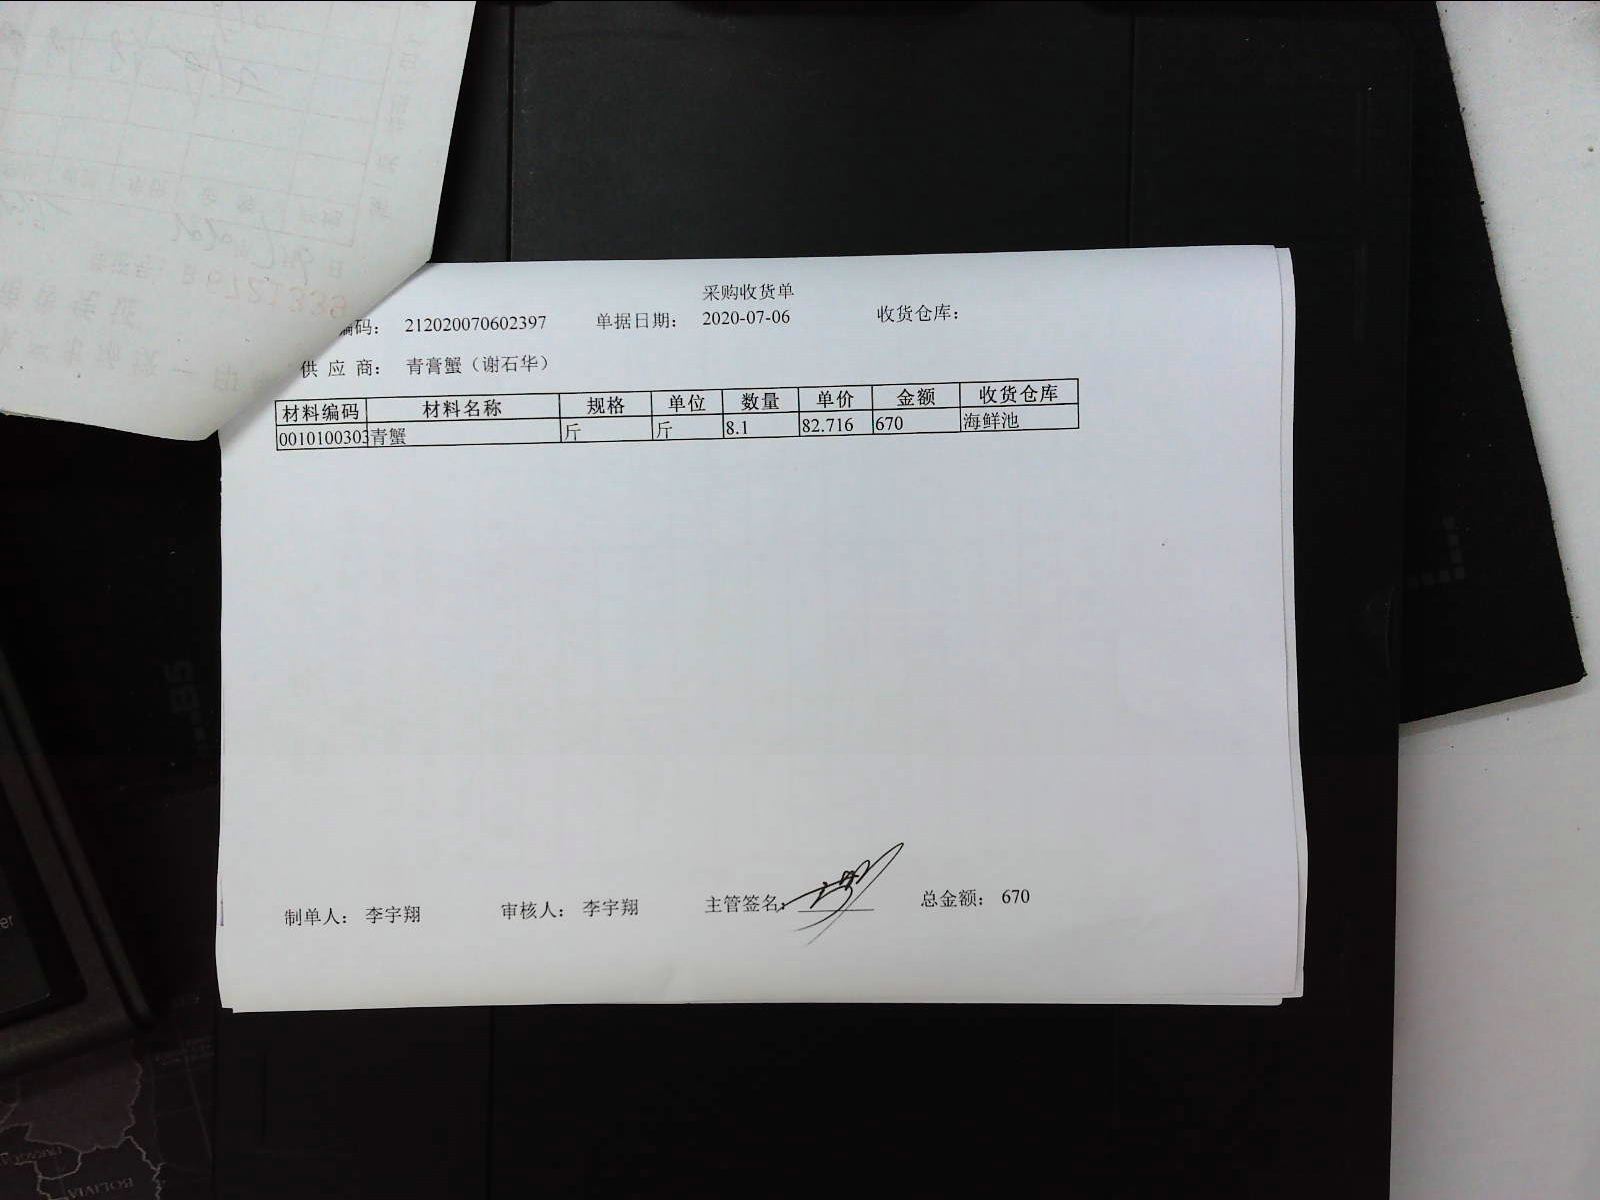 采购收货单
编码： 212020070602397 单据日期： 2020-07-06 收货仓库：
供 应 商： 青膏蟹（谢石华）
材料编码 材料名称 规格 单位 数量 单价 金额 收货仓库
0010100303 青蟹 斤 斤 8.1 82.716 670 海鲜池
制单人： 李宇翔 审核人： 李宇翔 主管签名： 总金额： 670